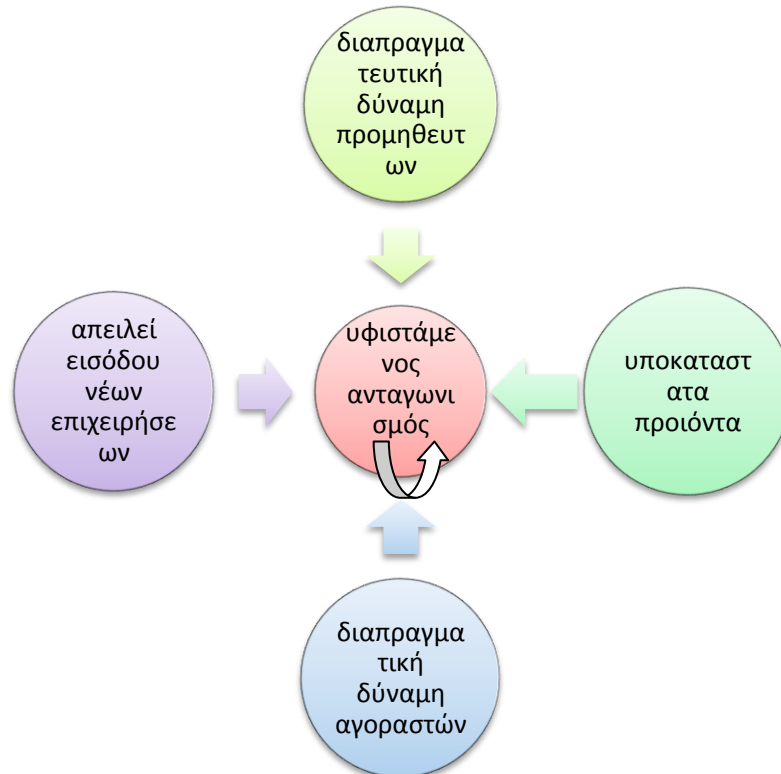 διαπραγμα
τευτική
δύναμη
προμηθευτ
ων
απειλεί
εισόδου
νέων
επιχειρήσε
ων
υφιστάμε
νος
ανταγωνι
σμός
υποκαταστ
ατα
προιόντα
διαπραγμα
τική
δύναμη
αγοραστών